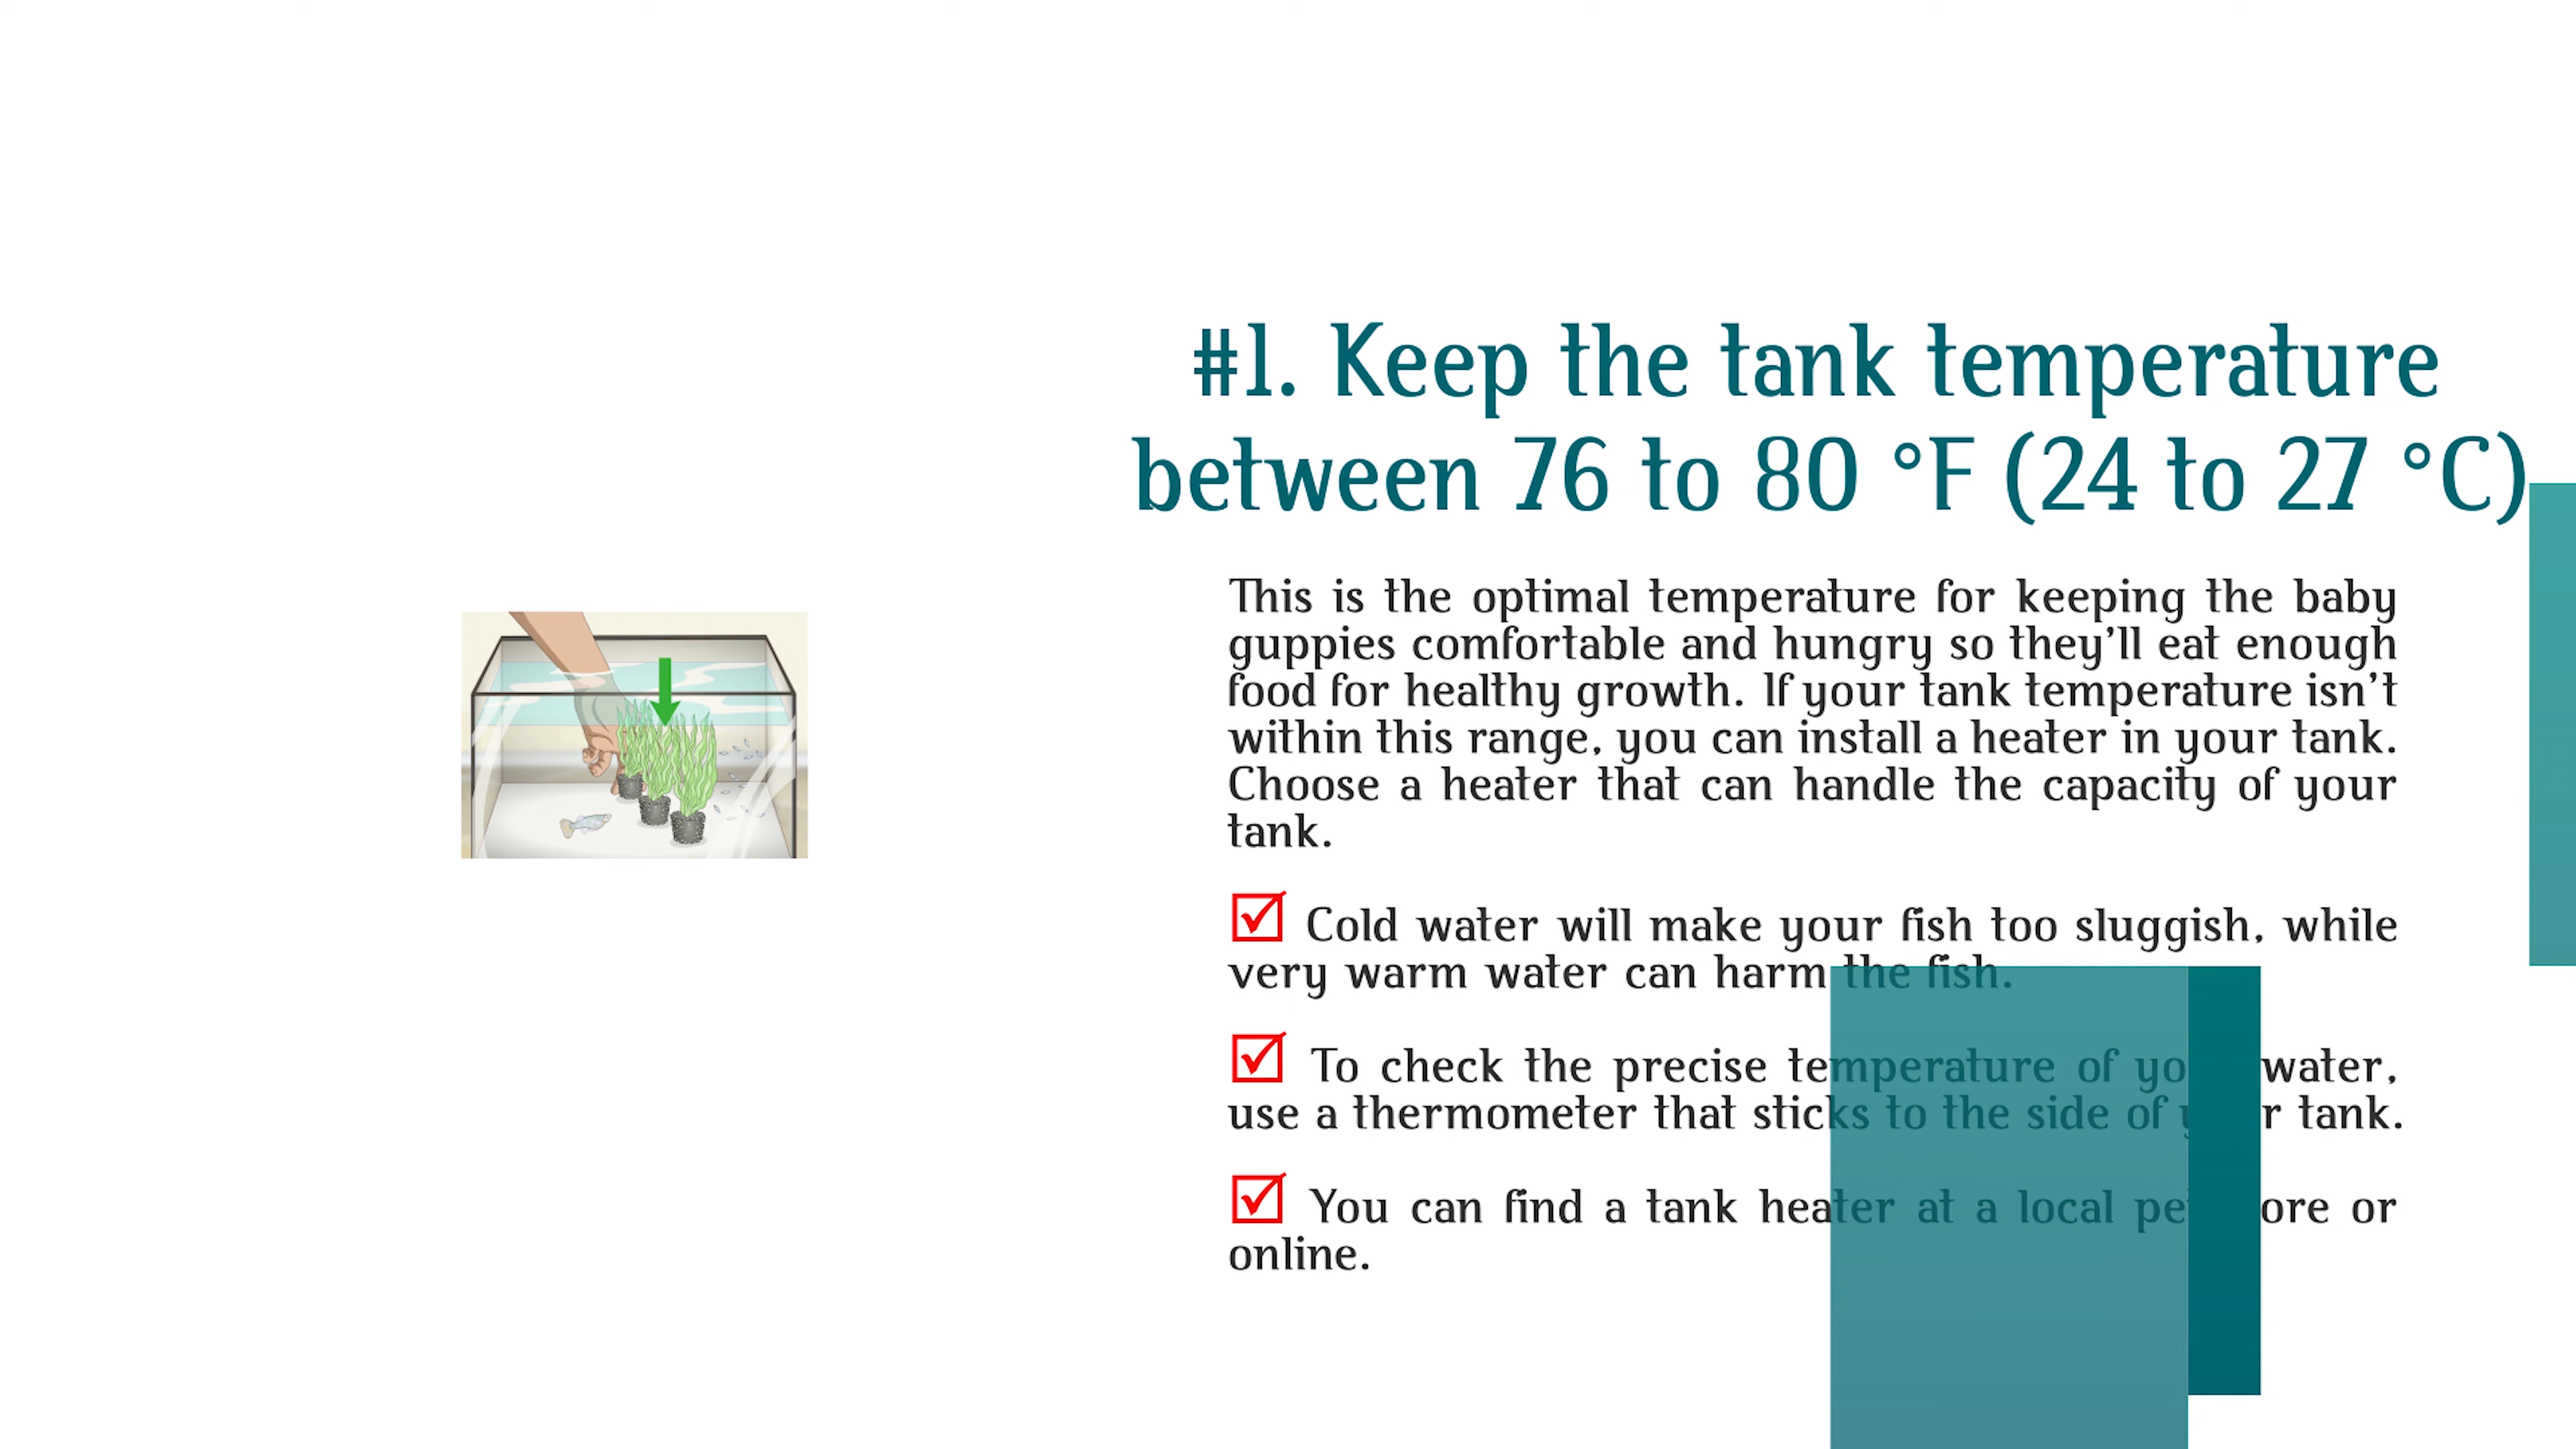 #1. Keep the tank temperature
between 76 to 80 °F (24 to 27 °C)
This is the optimal temperature for keeping the baby
guppies comfortable and hungry so they'll eat enough
food for healthy growth. If your tank temperature isn't
within this range, you can install a heater in your tank.
Choose a heater that can handle the capacity of your
tank.
Cold water will make your fish too sluggish, while
very warm water can harm the fish.
To check the precise temperature of water,
use a thermometer that sticks to the side of tank.
You can find a tank heater at a local or
online.